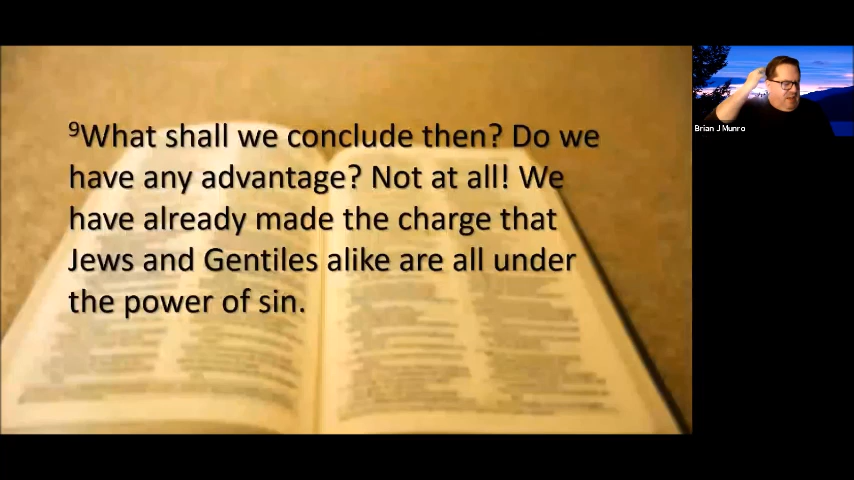 ⁹What shall we conclude then? Do we
have any advantage? Not at all! We
have already made the charge that
Jews and Gentiles alike are all under
the power of sin.
Brian J Munro